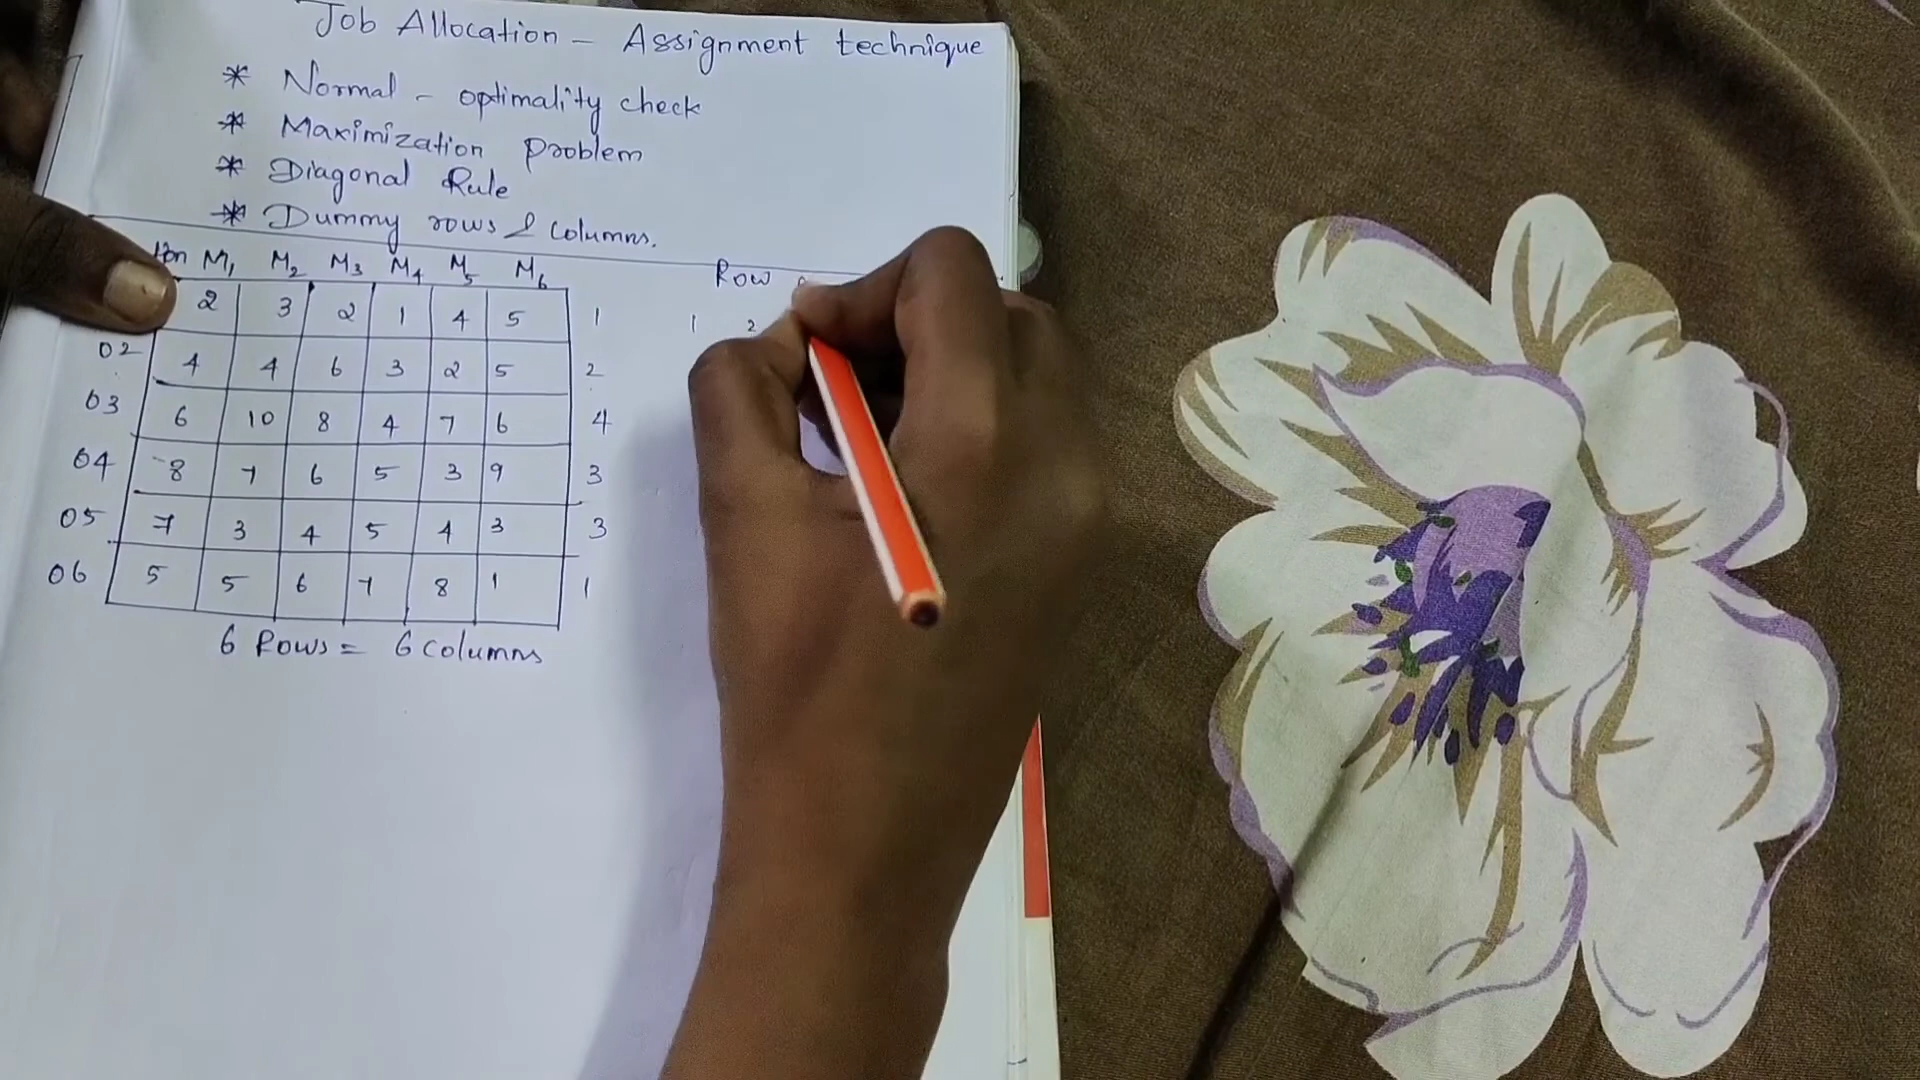 Job Allocation - Assignment technique
* Normal - optimality check
* Maximization problem
* Diagonal Rule
* Dummy rows & columns.
M1 M2 M3 M4 M5 M6
Row
2 3 2 1 4 5 1 1 2
02 4 4 6 3 2 5 2
03 6 10 8 4 7 6 4
04 8 7 6 5 3 9 3
05 7 3 4 5 4 3 3
06 5 5 6 7 8 1 1
6 Rows = 6 columns